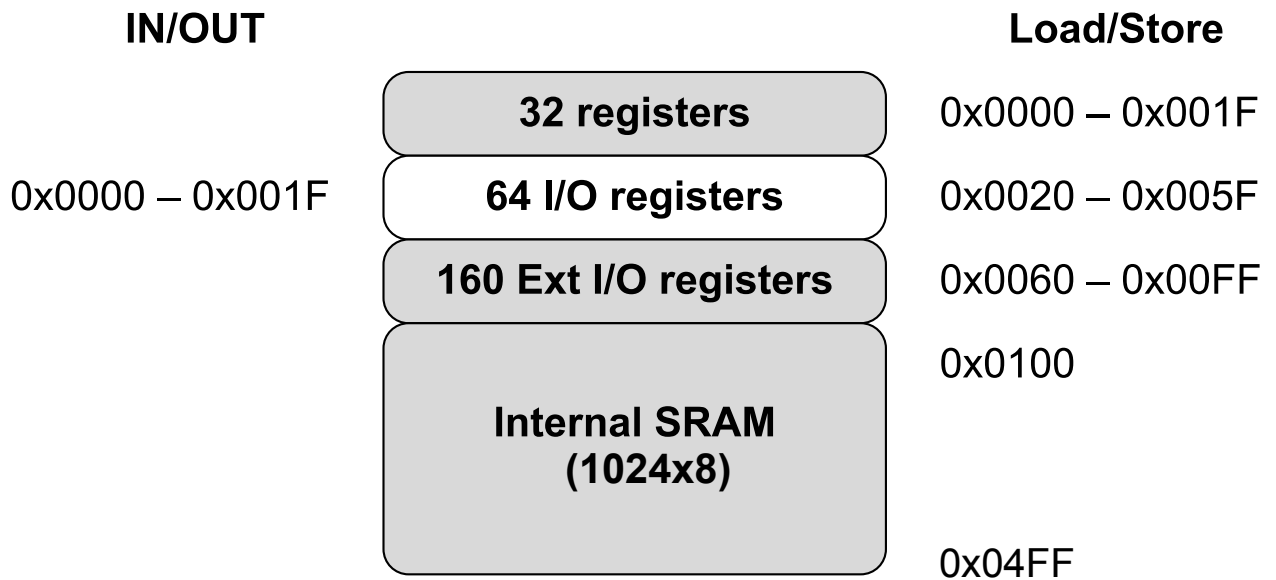 IN/OUT
Load/Store
32 registers
0x0000 – 0x001F
0x0000 – 0x001F
64 I/O registers
0x0020 – 0x005F
160 Ext I/O registers
0x0060 – 0x00FF
0x0100
Internal SRAM
(1024x8)
0x04FF